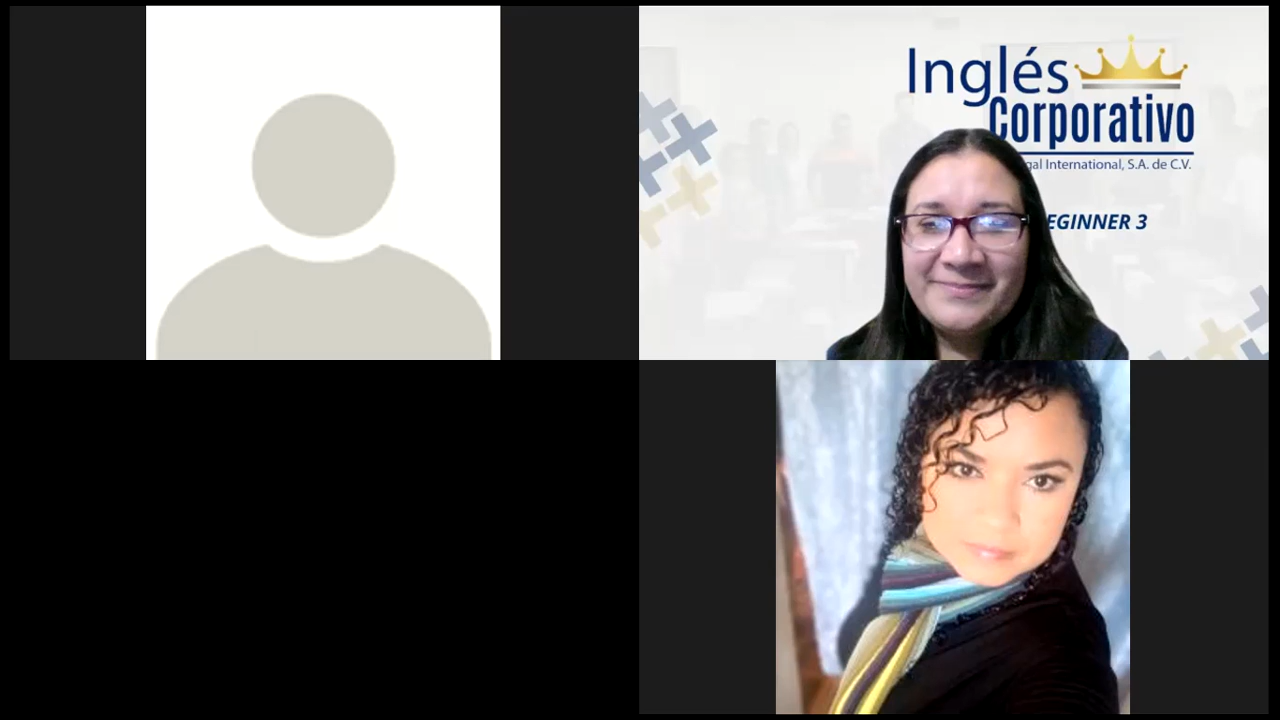 Inglés
Corporativo
International, S.A. de C.V.
EGINNER 3